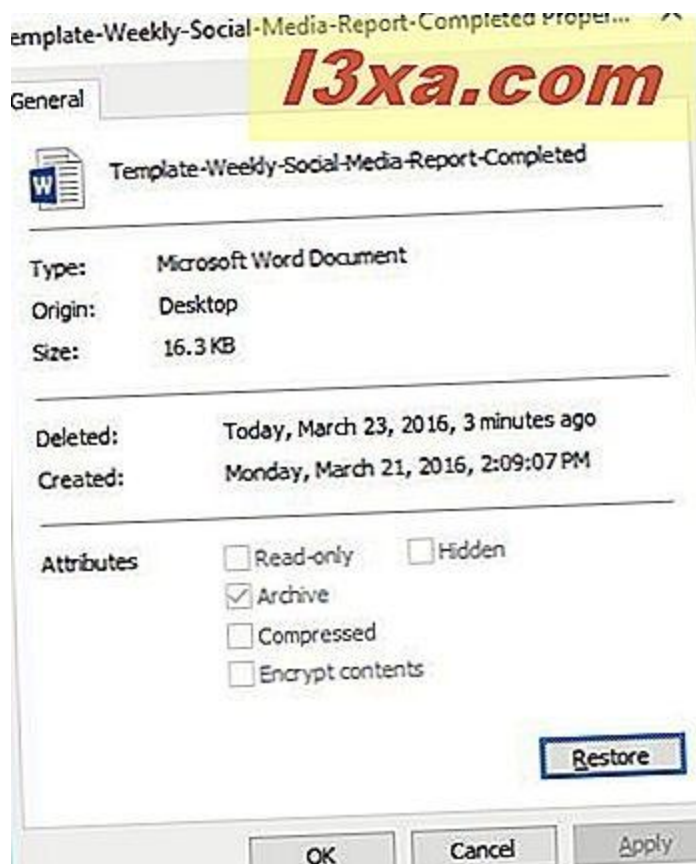 emplate-Weekly-Social-Media-Report-Completed Proper...
l3xa.com
General
Template-Weekly-Social-Media-Report-Completed
Type: Microsoft Word Document
Origin: Desktop
Size: 16.3 KB
Deleted: Today, March 23, 2016, 3 minutes ago
Created: Monday, March 21, 2016, 2:09:07 PM
Attributes Read-only Hidden
Archive
Compressed
Encrypt contents
Restore
OK Cancel Apply